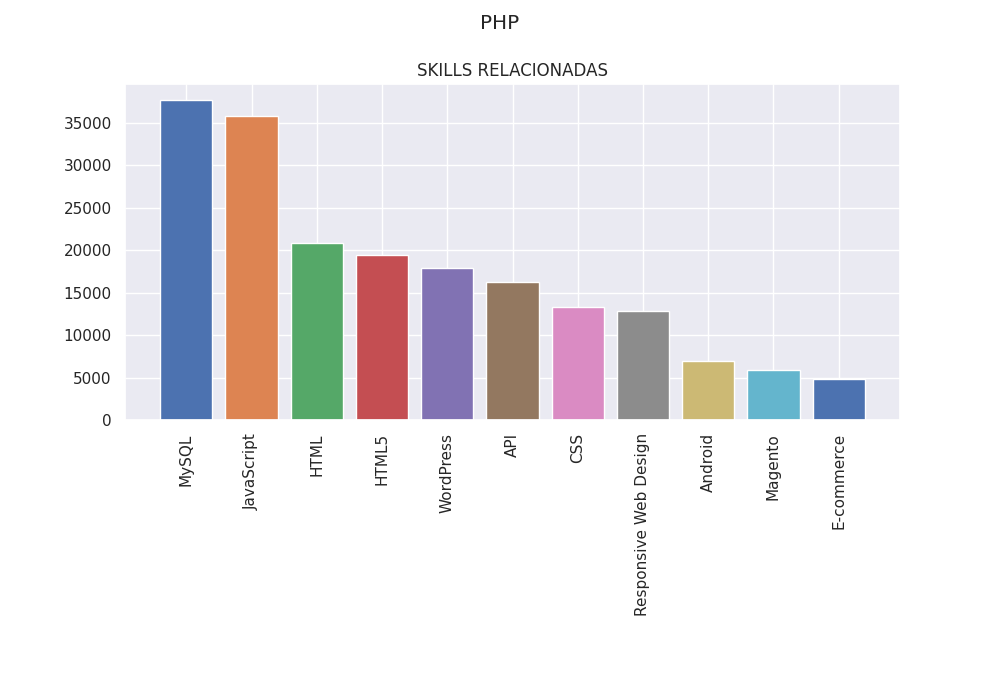 PHP
SKILLS RELACIONADAS
35000
30000
25000
20000
15000
10000
5000
0
MySQL
JavaScript
HTML
HTML5
WordPress
API
CSS
Responsive Web Design
Android
Magento
E-commerce